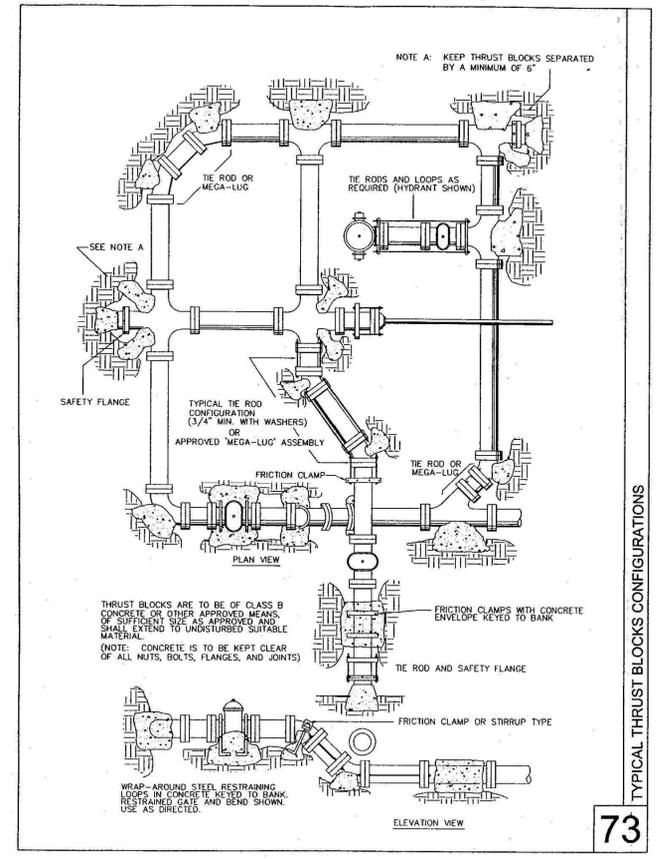 NOTE A: KEEP THRUST BLOCKS SEPARATED
BY A MINIMUM OF 6"
TIE ROD OR
MEGA-LUG
TIE RODS AND LOOPS AS
REQUIRED (HYDRANT SHOWN)
SEE NOTE A
SAFETY FLANGE
TYPICAL TIE ROD
CONFIGURATION
(3/4" MIN. WITH WASHERS)
OR
APPROVED 'MEGA-LUG' ASSEMBLY
FRICTION CLAMP
TIE ROD OR
MEGA-LUG
PLAN VIEW
THRUST BLOCKS ARE TO BE OF CLASS B
CONCRETE OR OTHER APPROVED MEANS,
OF SUFFICIENT SIZE AS APPROVED AND
SHALL EXTEND TO UNDISTURBED SUITABLE
MATERIAL.
(NOTE: CONCRETE IS TO BE KEPT CLEAR
OF ALL NUTS, BOLTS, FLANGES, AND JOINTS)
FRICTION CLAMPS WITH CONCRETE
ENVELOPE KEYED TO BANK
TIE ROD AND SAFETY FLANGE
FRICTION CLAMP OR STIRRUP TYPE
WRAP-AROUND STEEL RESTRAINING
LOOPS IN CONCRETE KEYED TO BANK.
RESTRAINED GATE AND BEND SHOWN.
USE AS DIRECTED.
ELEVATION VIEW
TYPICAL THRUST BLOCKS CONFIGURATIONS
73